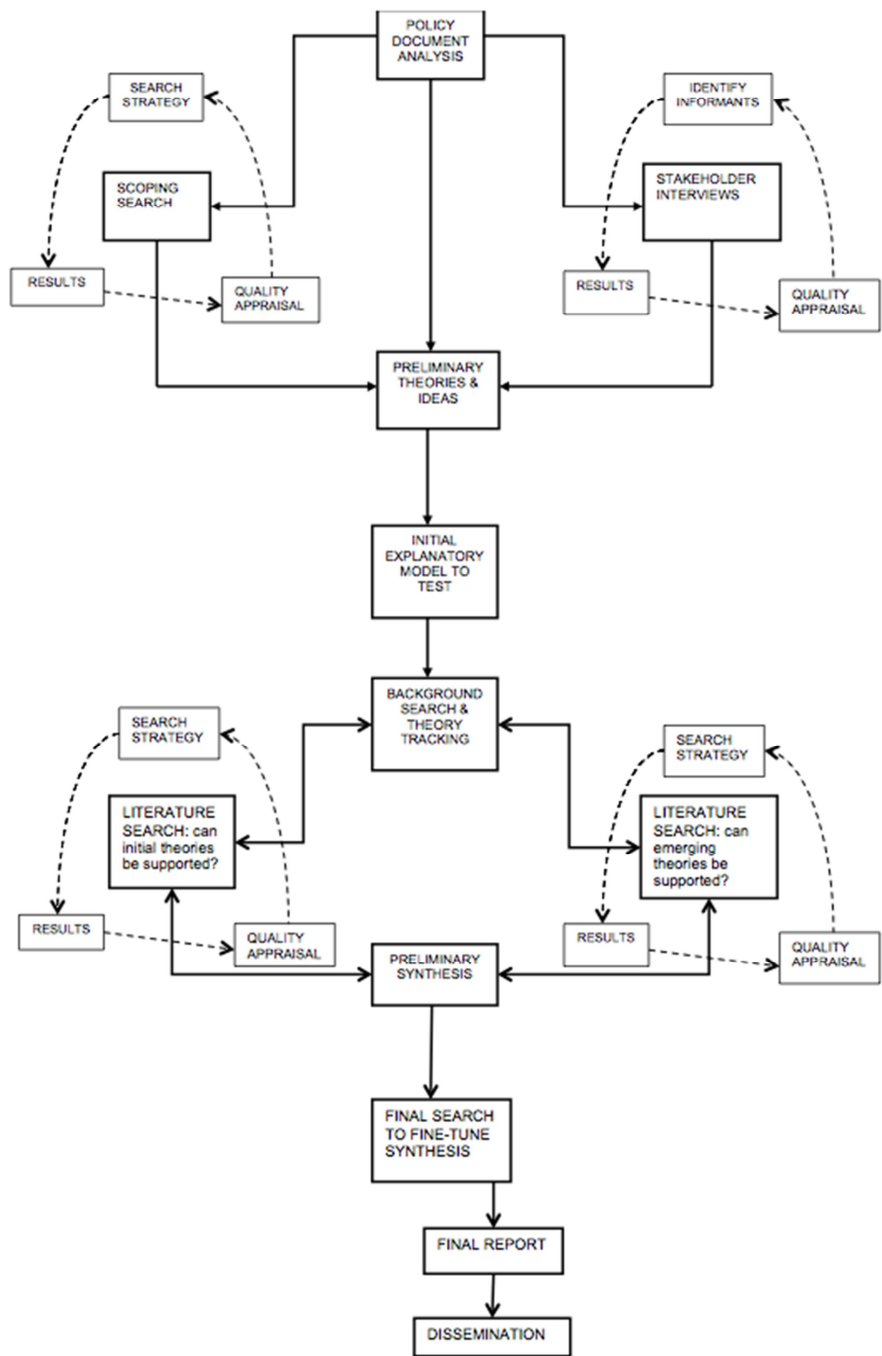 POLICY
DOCUMENT
ANALYSIS
SEARCH
STRATEGY
IDENTIFY
INFORMANTS
SCOPING
SEARCH
STAKEHOLDER
INTERVIEWS
RESULTS
QUALITY
APPRAISAL
RESULTS
QUALITY
APPRAISAL
PRELIMINARY
THEORIES &
IDEAS
INITIAL
EXPLANATORY
MODEL TO
TEST
BACKGROUND
SEARCH &
THEORY
TRACKING
SEARCH
STRATEGY
SEARCH
STRATEGY
LITERATURE
SEARCH: can
initial theories
be supported?
LITERATURE
SEARCH: can
emerging
theories be
supported?
RESULTS
QUALITY
APPRAISAL
RESULTS
QUALITY
APPRAISAL
PRELIMINARY
SYNTHESIS
FINAL SEARCH
TO FINE-TUNE
SYNTHESIS
FINAL REPORT
DISSEMINATION